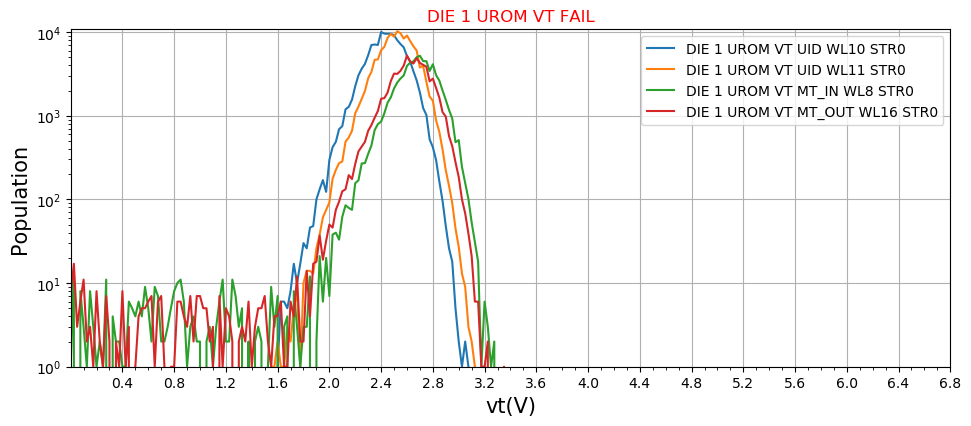 DIE 1 UROM VT FAIL
10⁴
10³
10²
10¹
10⁰
Population
DIE 1 UROM VT UID WL10 STR0
DIE 1 UROM VT UID WL11 STR0
DIE 1 UROM VT MT_IN WL8 STR0
DIE 1 UROM VT MT_OUT WL16 STR0
0.4 0.8 1.2 1.6 2.0 2.4 2.8 3.2 3.6 4.0 4.4 4.8 5.2 5.6 6.0 6.4 6.8
vt(V)